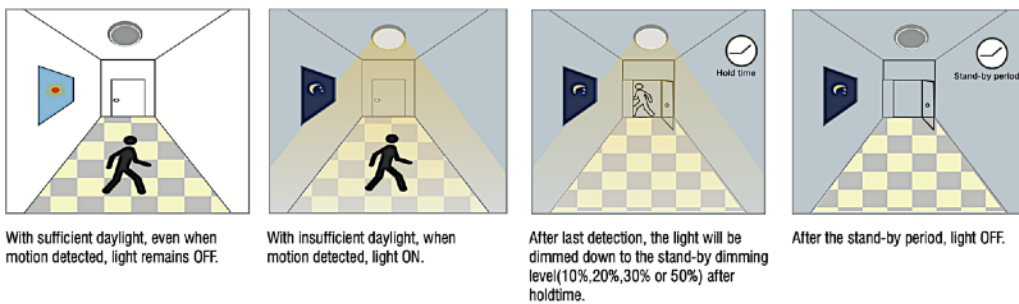 Hold time
Stand-by period
With sufficient daylight, even when
motion detected, light remains OFF.
With insufficient daylight, when
motion detected, light ON.
After last detection, the light will be
dimmed down to the stand-by dimming
level(10%,20%,30% or 50%) after
holdtime.
After the stand-by period, light OFF.